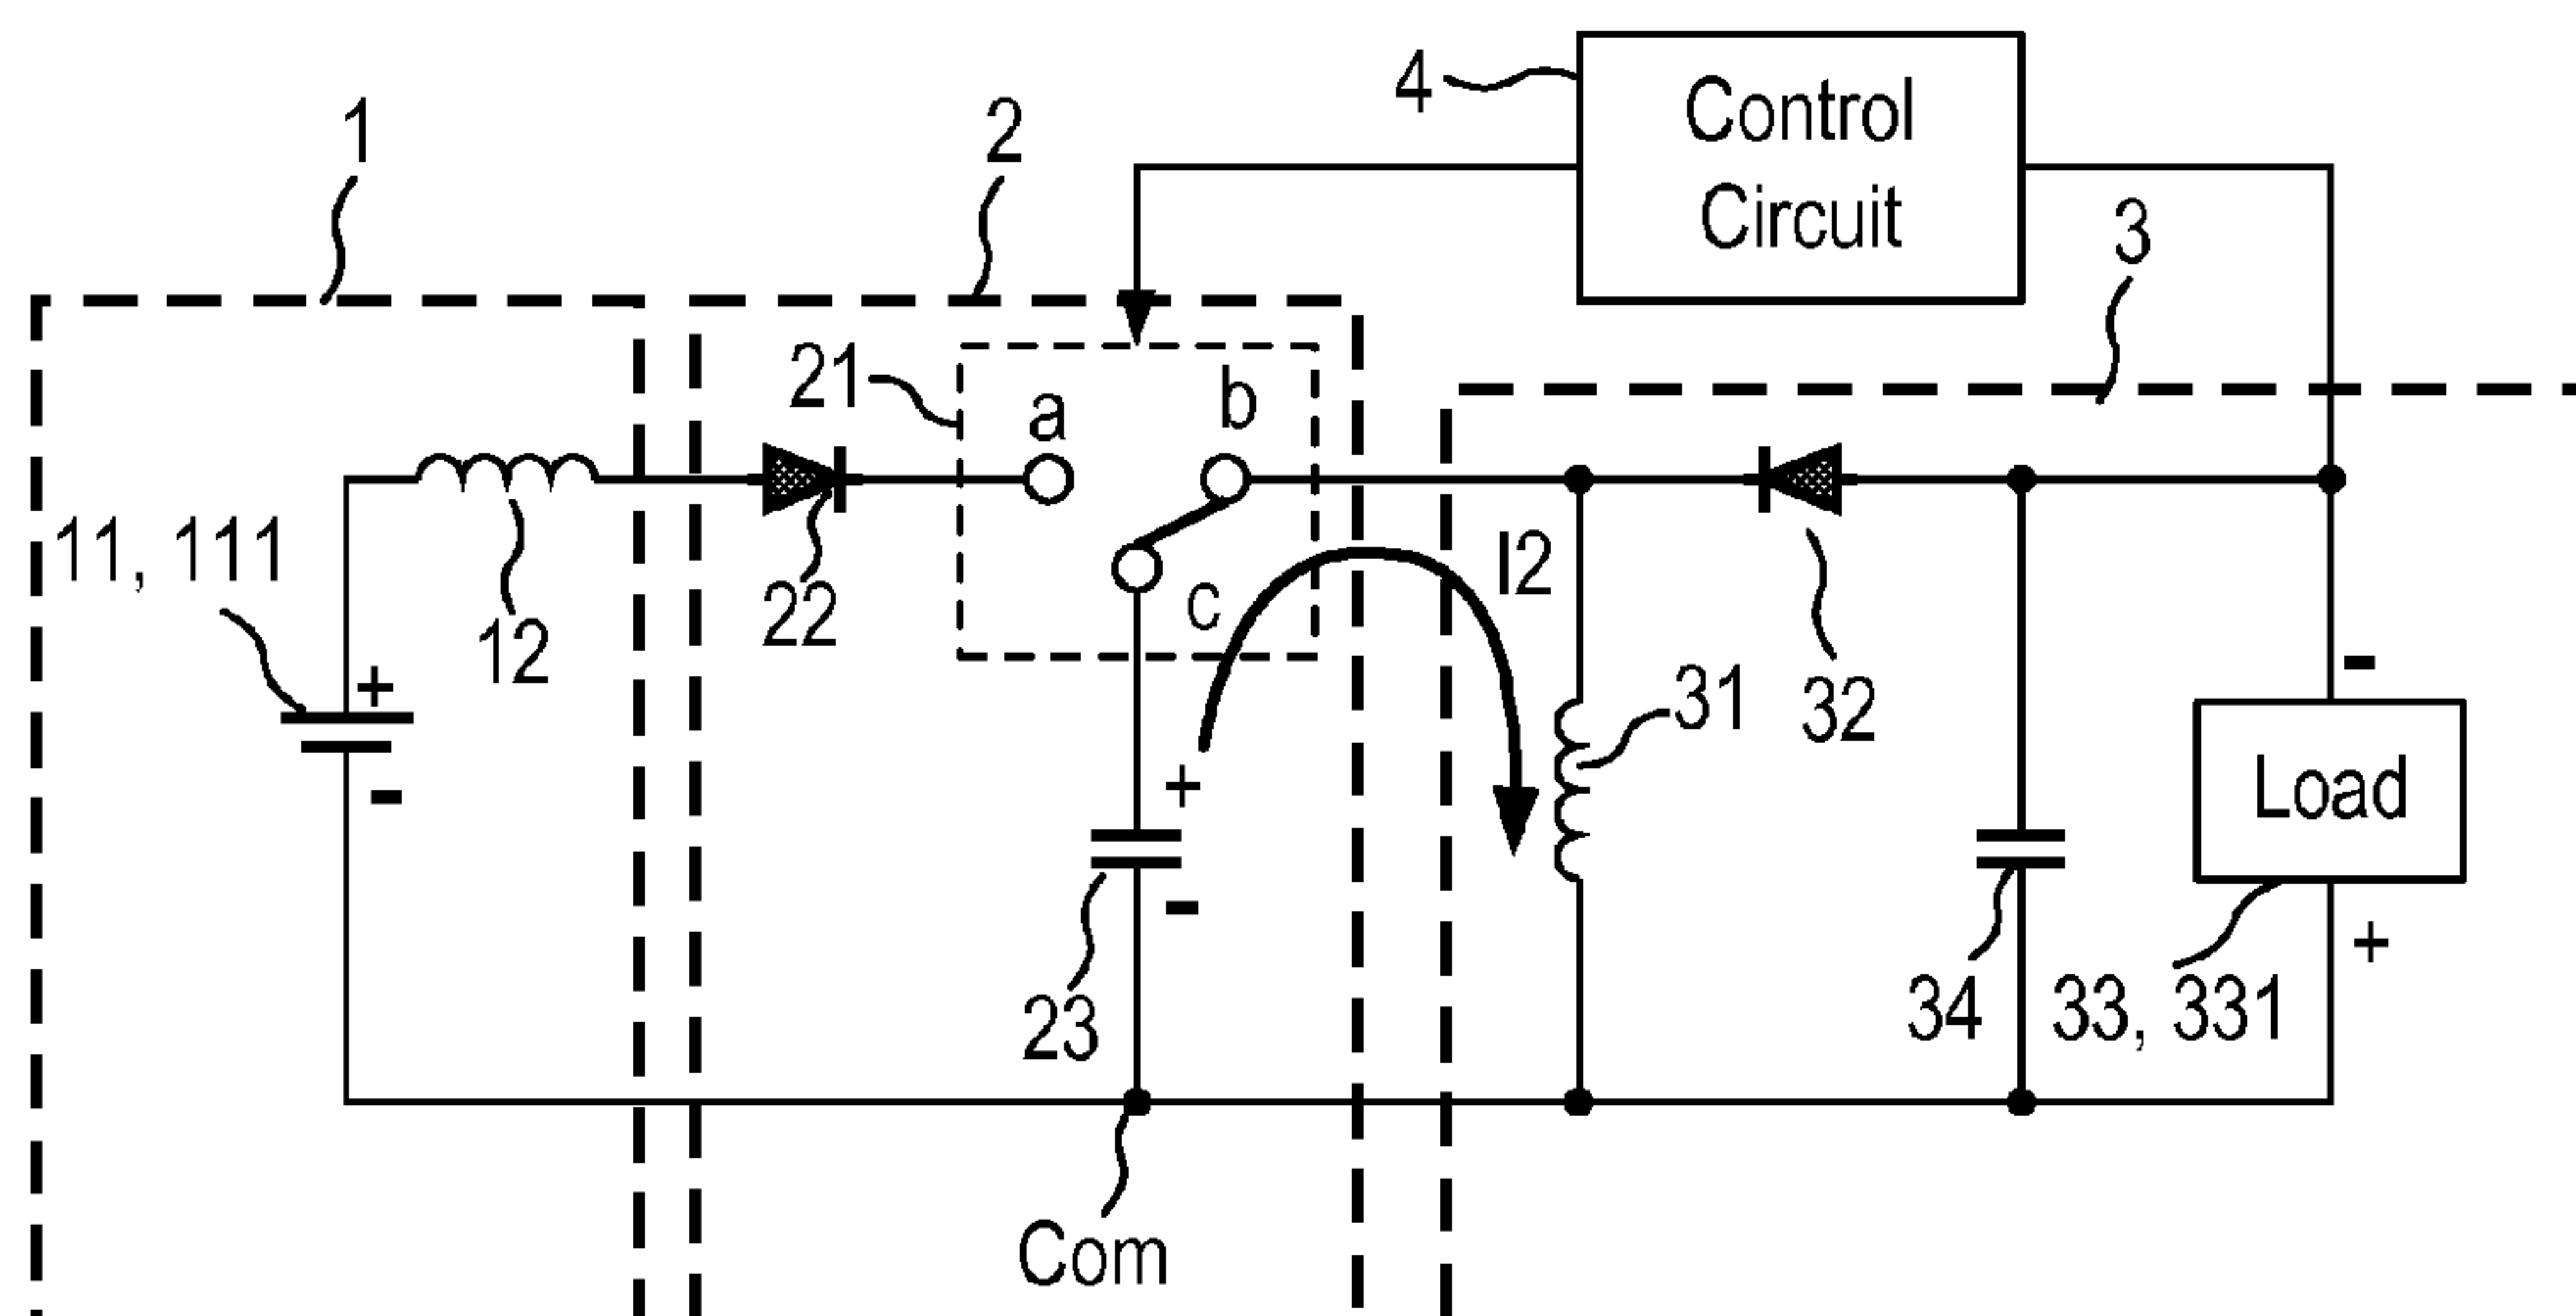 4
Control
Circuit
1
2
3
21
a
b
11, 111
12
22
c
I2
+
-
31
32
-
Load
+
-
23
34
33, 331
+
Com